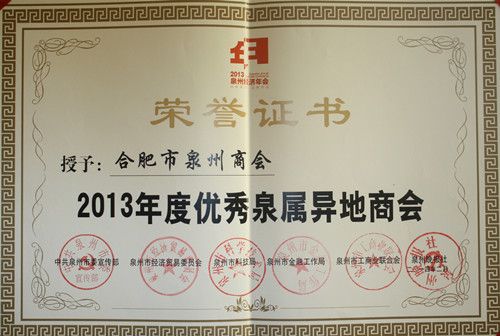 2013
泉州经济年会
荣誉证书
授予：合肥市泉州商会
2013年度优秀泉属异地商会
中共泉州市委宣传部 泉州市经济贸易委员会 泉州市科技局 泉州市金融工作局 泉州市工商业联合会 泉州晚报社